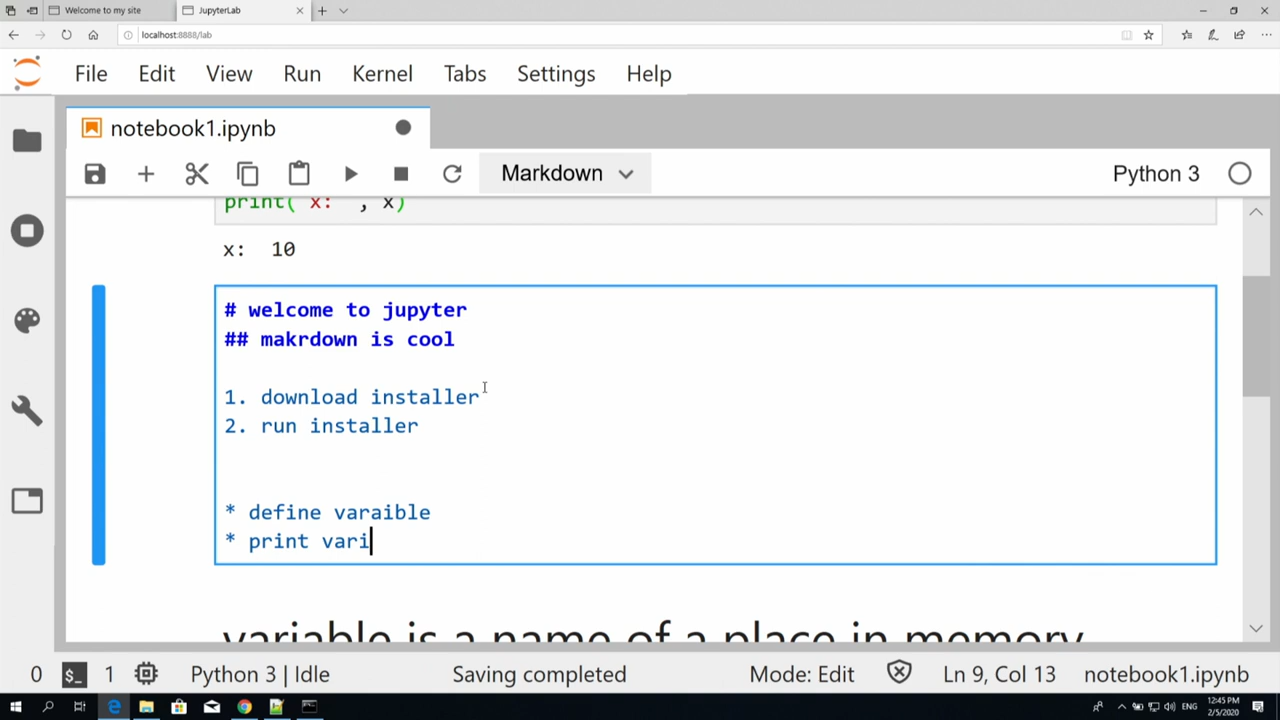 Welcome to my site
JupyterLab
localhost:8888/lab
File Edit View Run Kernel Tabs Settings Help
notebook1.ipynb
Markdown
Python 3
print( x: , x)
x: 10
# welcome to jupyter
## makrdown is cool
1. download installer
2. run installer
* define varaible
* print vari
variable is a name of a place in memory
0 $_ 1 Python 3 | Idle Saving completed Mode: Edit Ln 9, Col 13 notebook1.ipynb
ENG
12:45 PM
2/5/2020